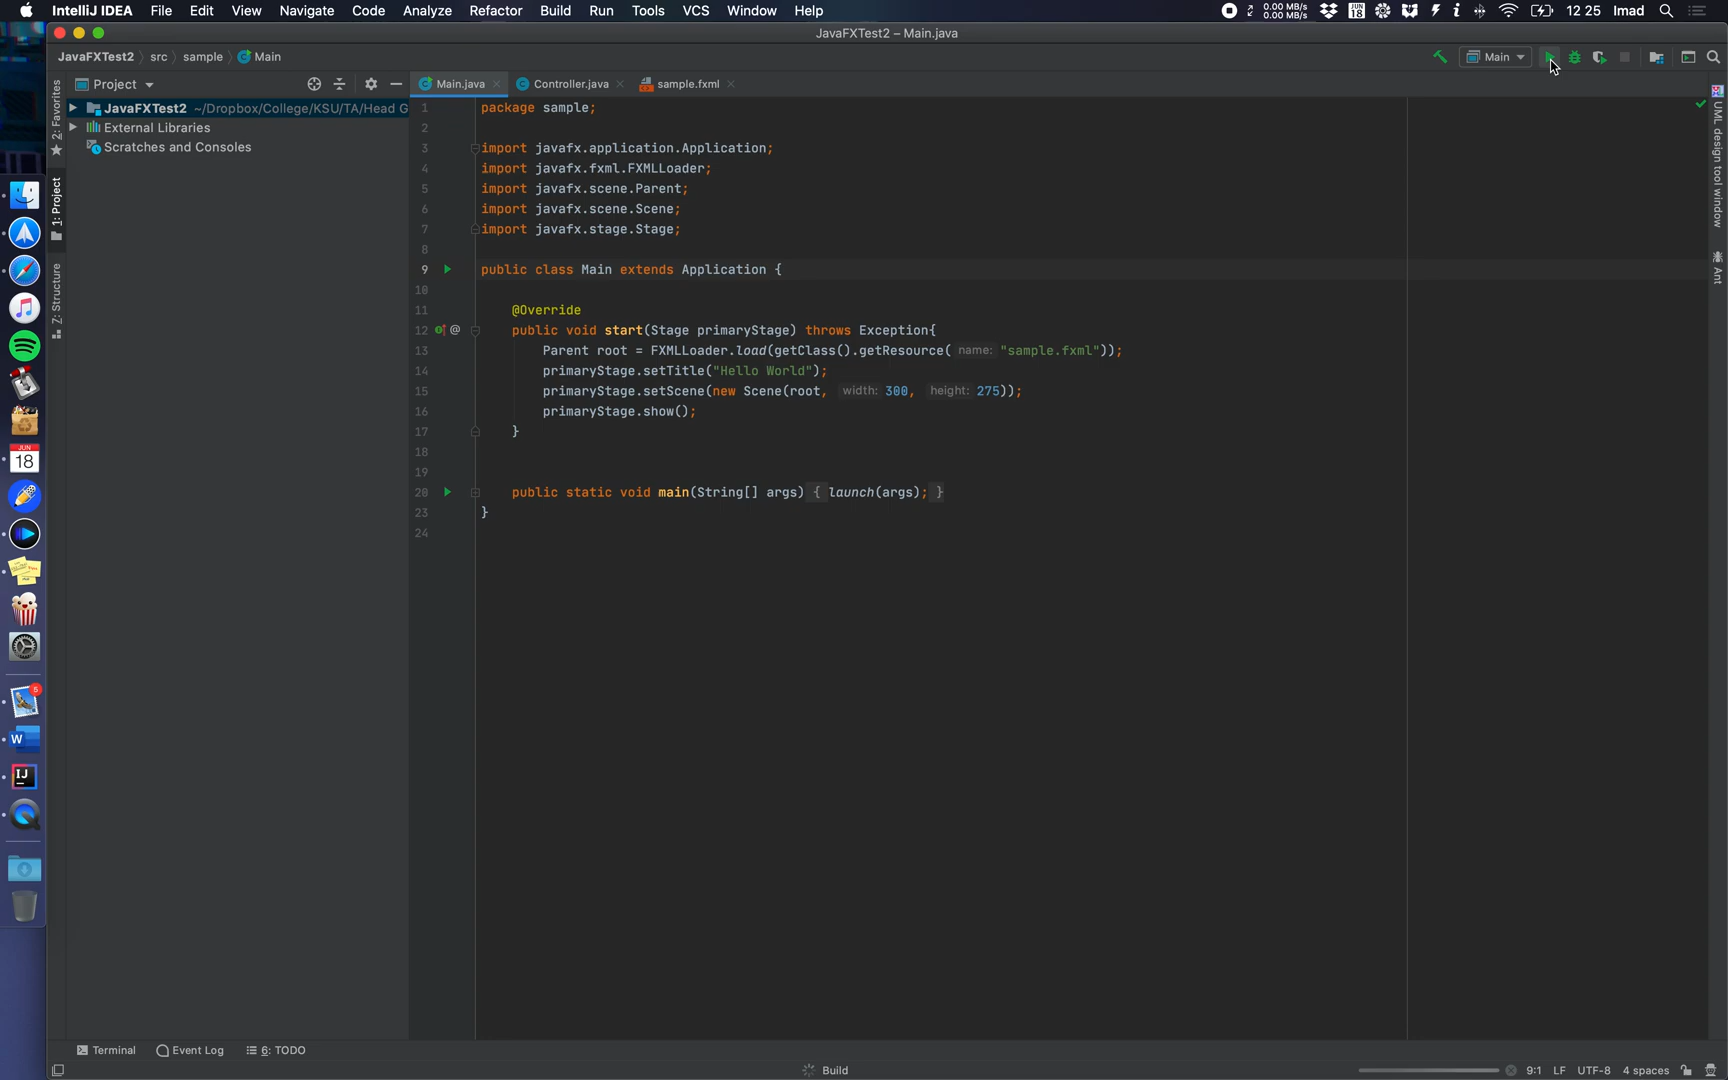 IntelliJ IDEA File Edit View Navigate Code Analyze Refactor Build Run Tools VCS Window Help 0.00 MB/s 0.00 MB/s JUN 18 12 25 Imad
JavaFXTest2 – Main.java
JavaFXTest2 src sample Main Main
Project Main.java Controller.java sample.fxml
JavaFXTest2 ~/Dropbox/College/KSU/TA/Head G
External Libraries
Scratches and Consoles
2: Favorites
1: Project
Z: Structure
1 package sample;
2
3 import javafx.application.Application;
4 import javafx.fxml.FXMLLoader;
5 import javafx.scene.Parent;
6 import javafx.scene.Scene;
7 import javafx.stage.Stage;
8
9 public class Main extends Application {
10
11 @Override
12 @ public void start(Stage primaryStage) throws Exception{
13 Parent root = FXMLLoader.load(getClass().getResource( name: "sample.fxml"));
14 primaryStage.setTitle("Hello World");
15 primaryStage.setScene(new Scene(root, width: 300, height: 275));
16 primaryStage.show();
17 }
18
19
20 public static void main(String[] args) { launch(args); }
23 }
24
UML design tool window
Ant
JUN
18
5
W
IJ
Terminal Event Log 6: TODO
Build 9:1 LF UTF-8 4 spaces